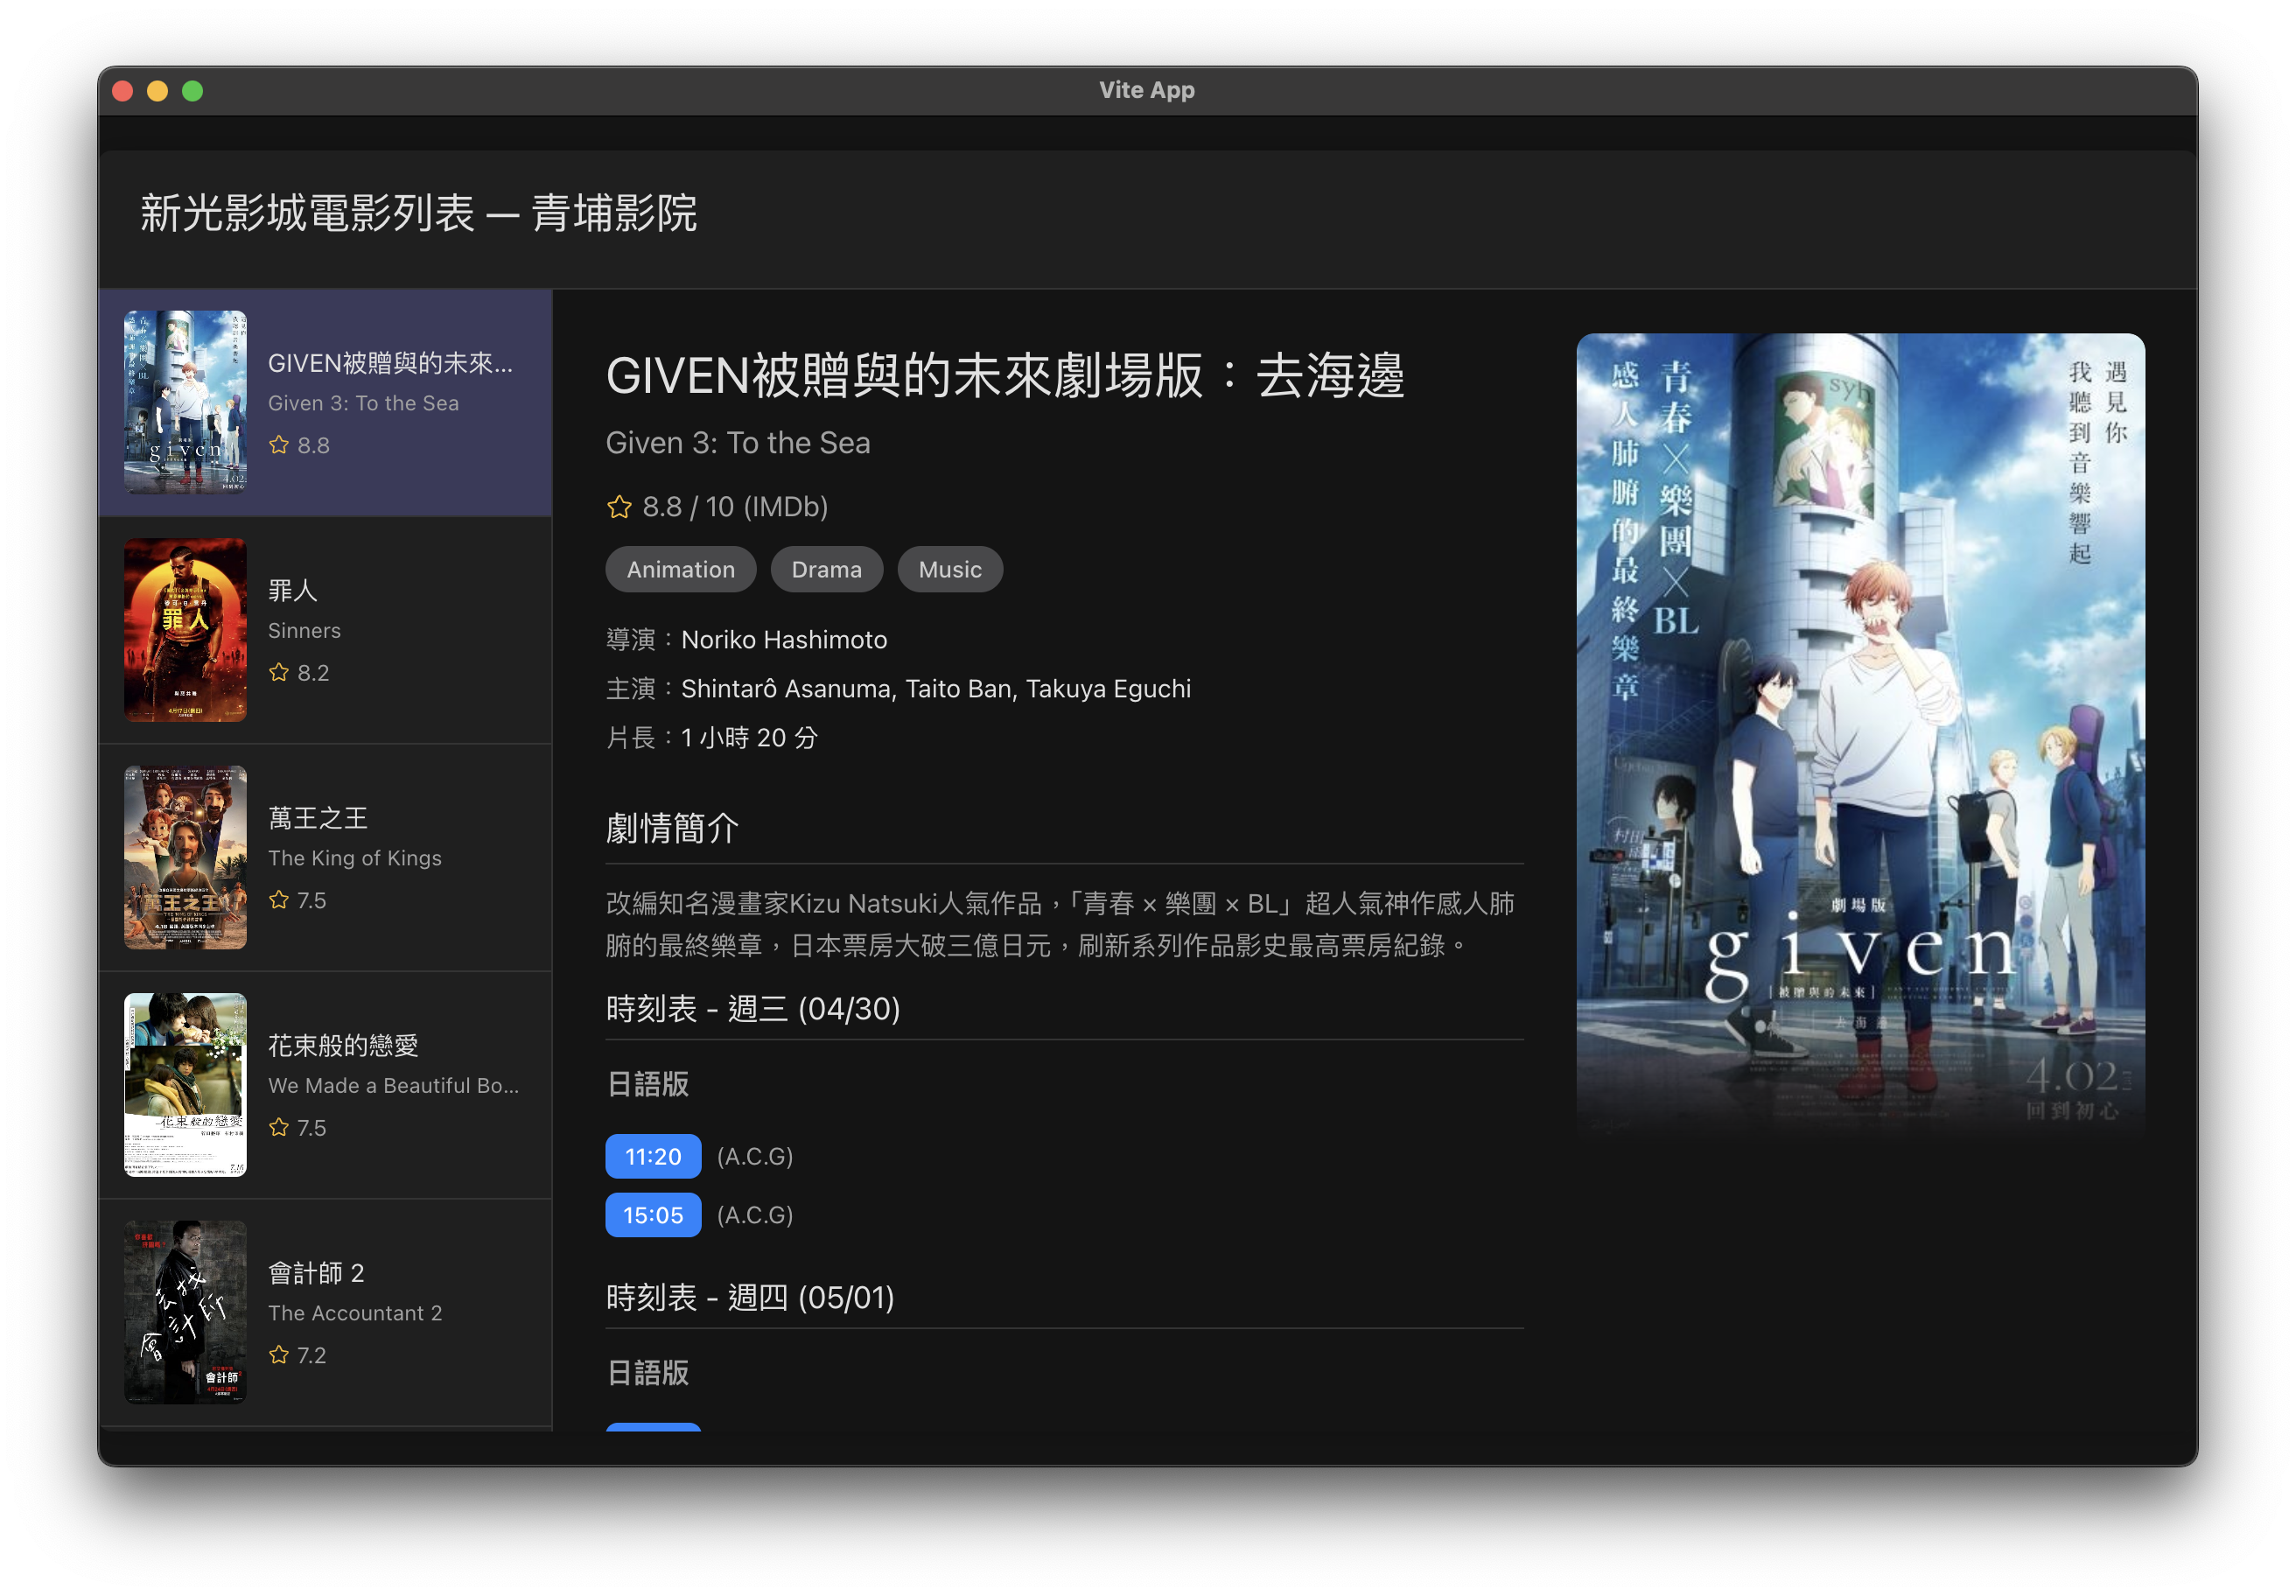 Vite App
新光影城電影列表 — 青埔影院
GIVEN被贈與的未來...
Given 3: To the Sea
8.8
罪人
Sinners
8.2
萬王之王
The King of Kings
7.5
花束般的戀愛
We Made a Beautiful Bo...
7.5
會計師 2
The Accountant 2
7.2
GIVEN被贈與的未來劇場版：去海邊
Given 3: To the Sea
8.8 / 10 (IMDb)
Animation Drama Music
導演：Noriko Hashimoto
主演：Shintarô Asanuma, Taito Ban, Takuya Eguchi
片長：1 小時 20 分
劇情簡介
改編知名漫畫家Kizu Natsuki人氣作品，「青春 × 樂團 × BL」超人氣神作感人肺
腑的最終樂章，日本票房大破三億日元，刷新系列作品影史最高票房紀錄。
時刻表 - 週三 (04/30)
日語版
11:20 (A.C.G)
15:05 (A.C.G)
時刻表 - 週四 (05/01)
日語版
遇見你
我聽到音樂響起
青春×樂團×BL
感人肺腑的最終樂章
syh
劇場版
given
[被贈與的未來]
去海邊
4.02
回到初心